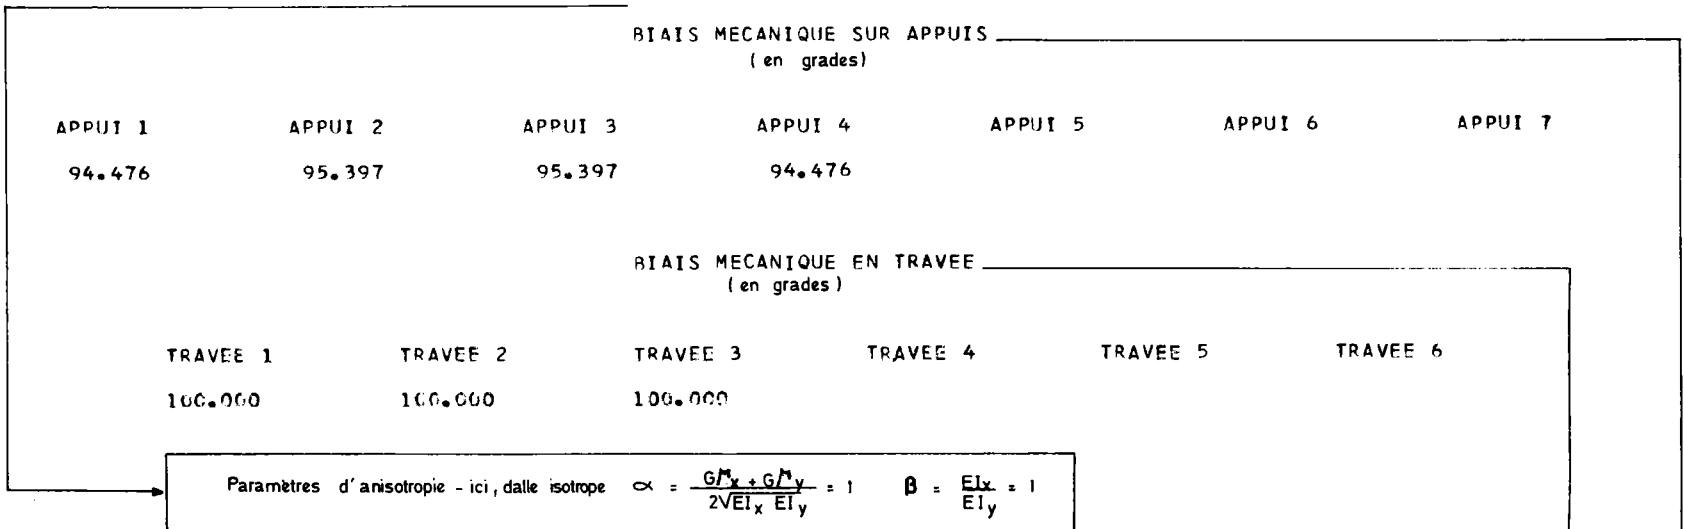 BIAIS MECANIQUE SUR APPUIS
( en grades)
APPUI 1 APPUI 2 APPUI 3 APPUI 4 APPUI 5 APPUI 6 APPUI 7
94.476 95.397 95.397 94.476
BIAIS MECANIQUE EN TRAVEE
( en grades )
TRAVEE 1 TRAVEE 2 TRAVEE 3 TRAVEE 4 TRAVEE 5 TRAVEE 6
100.000 100.000 100.000
Paramètres d'anisotropie - ici, dalle isotrope α = GΓx + GΓy / 2√EIx EIy = 1 β = EIx / EIy = 1